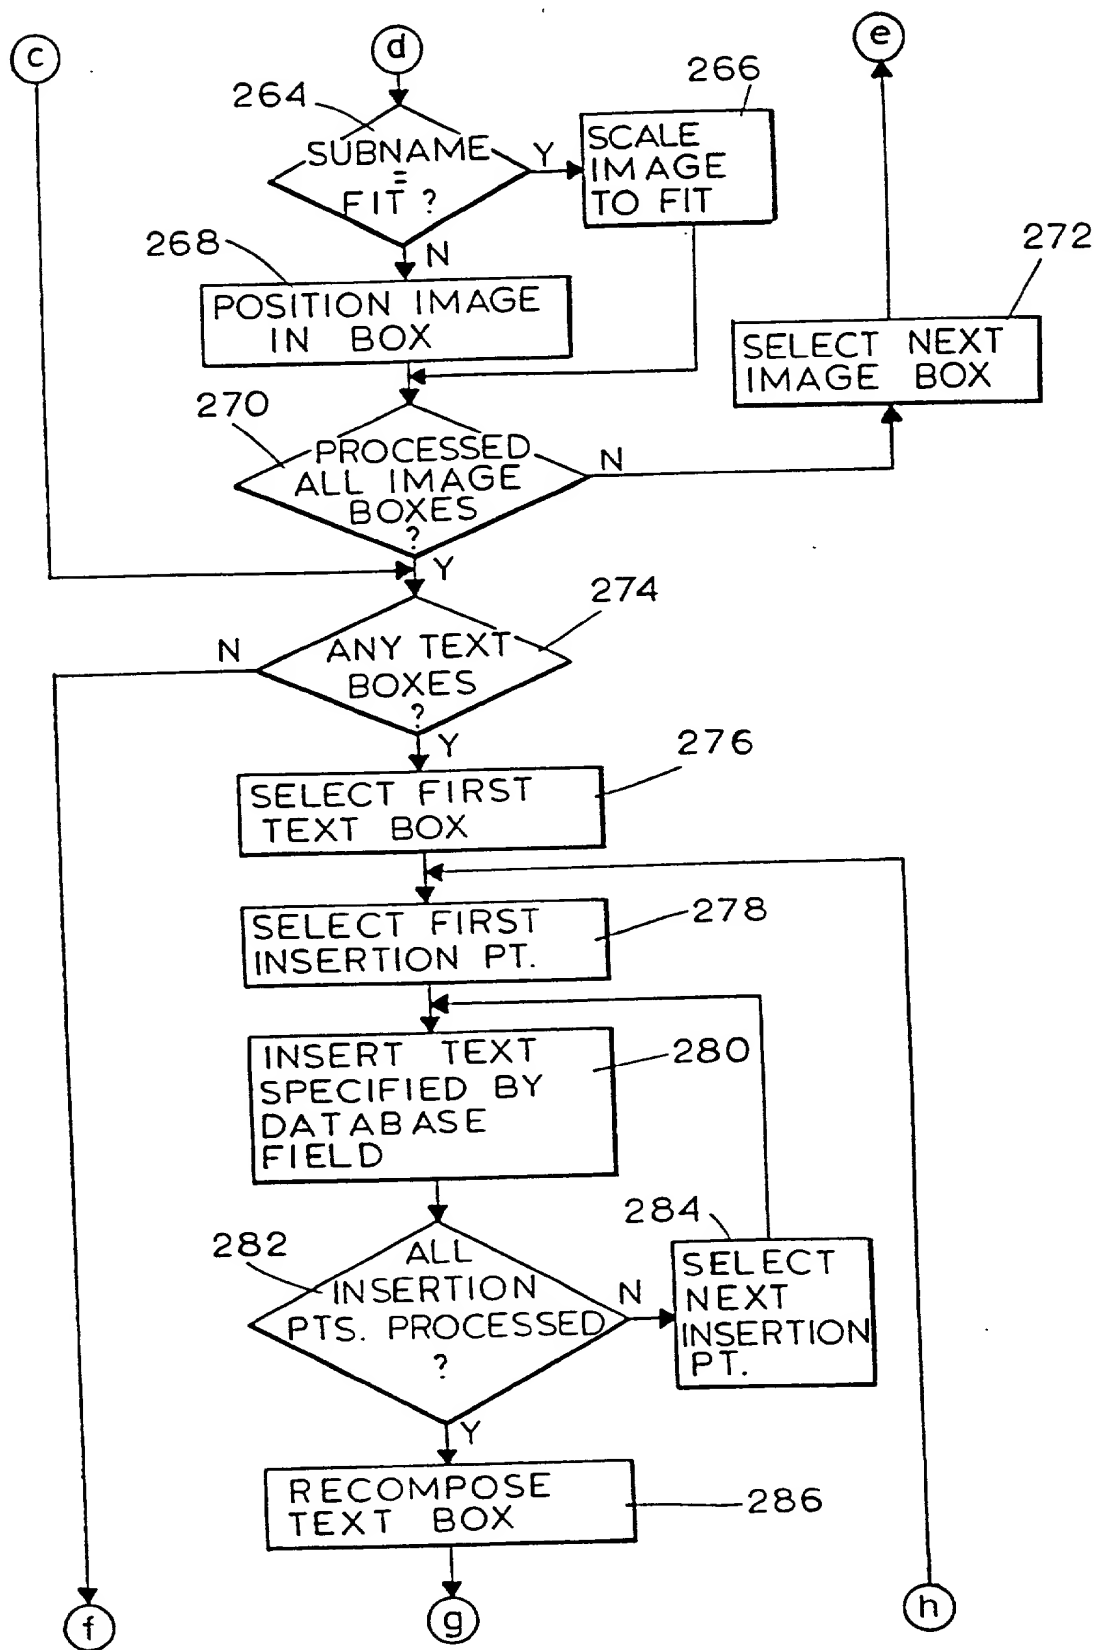 c
d
e
264
266
SUBNAME
=
FIT ?
Y
SCALE
IMAGE
TO FIT
N
268
272
POSITION IMAGE
IN BOX
SELECT NEXT
IMAGE BOX
270
PROCESSED
ALL IMAGE
BOXES
?
N
Y
274
N
ANY TEXT
BOXES
?
Y
276
SELECT FIRST
TEXT BOX
278
SELECT FIRST
INSERTION PT.
280
INSERT TEXT
SPECIFIED BY
DATABASE
FIELD
284
282
ALL
INSERTION
PTS. PROCESSED
?
N
SELECT
NEXT
INSERTION
PT.
Y
RECOMPOSE
TEXT BOX
286
f
g
h